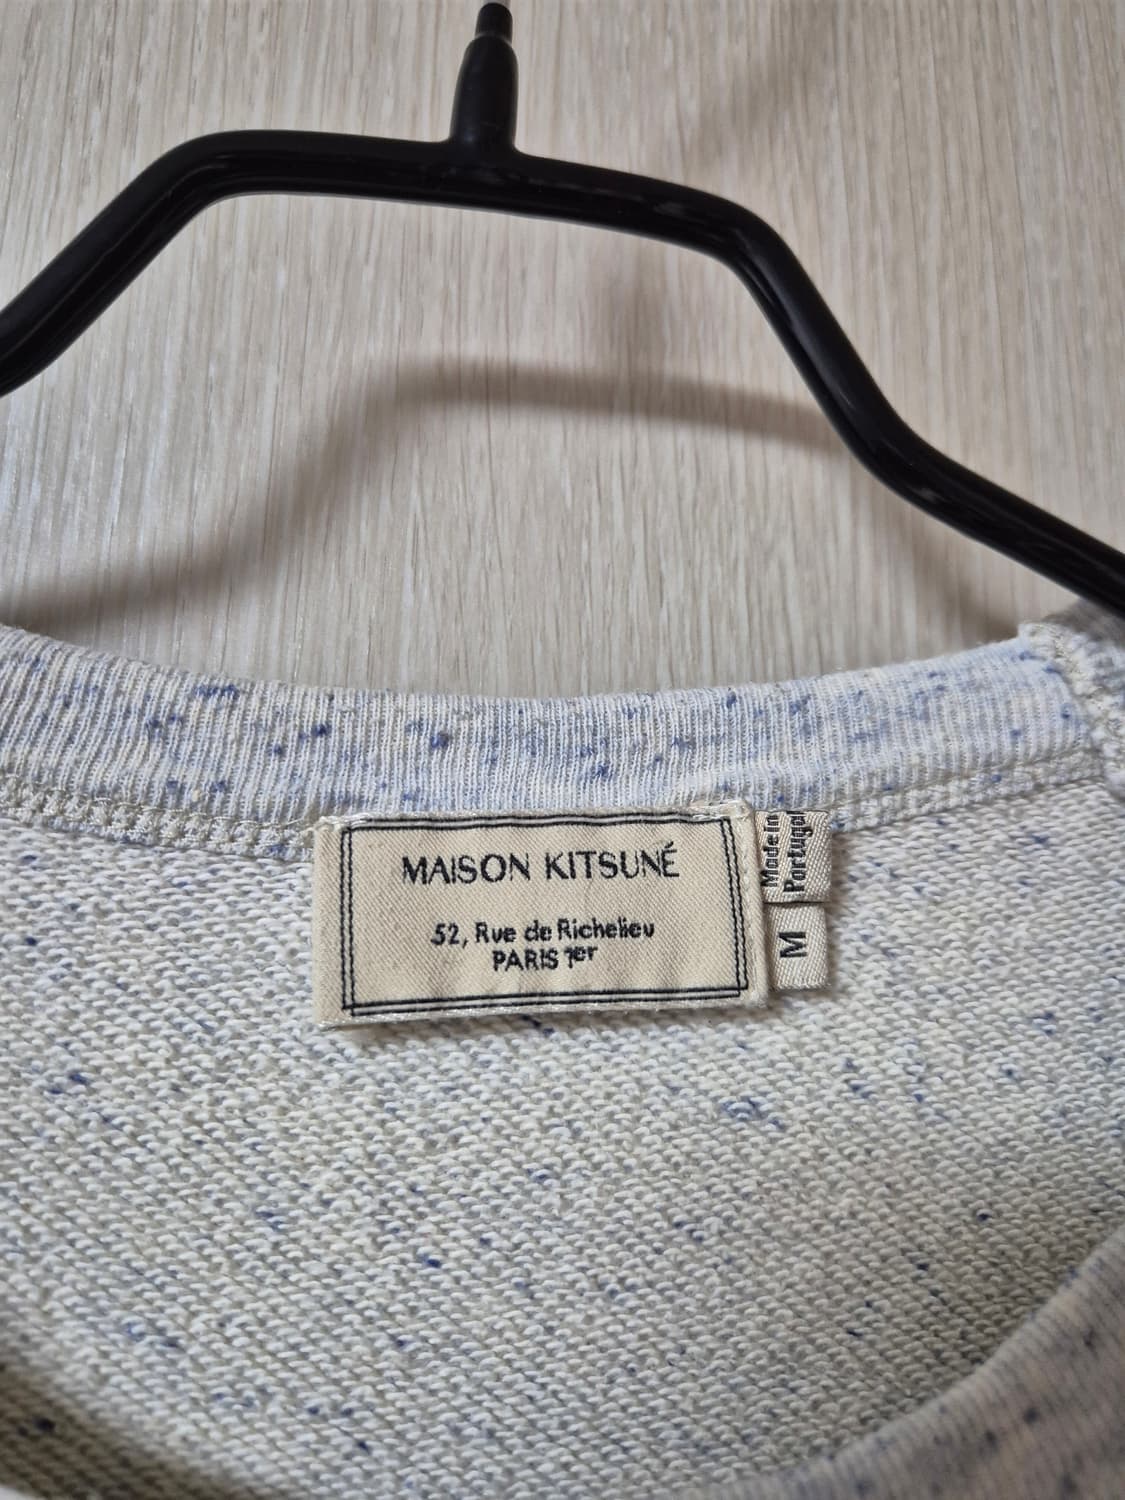 MAISON KITSUNÉ
52, Rue de Richelieu
PARIS 1er
Made in
Portugal
M